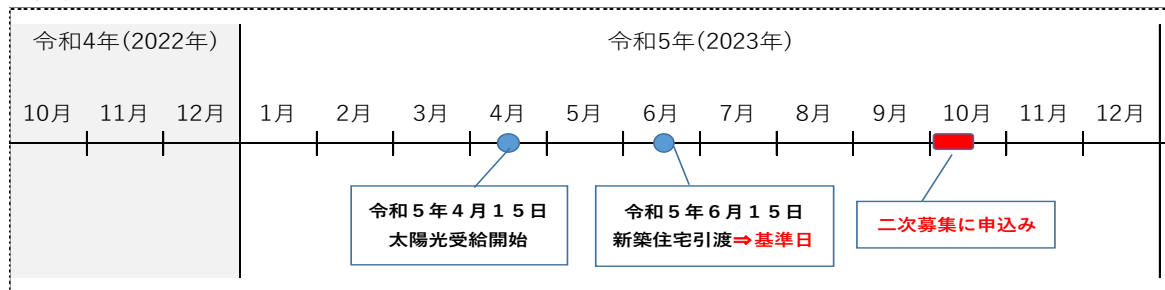 令和4年(2022年)
令和5年(2023年)
10月 11月 12月 1月 2月 3月 4月 5月 6月 7月 8月 9月 10月 11月 12月
令和５年４月１５日
太陽光受給開始
令和５年６月１５日
新築住宅引渡⇒基準日
二次募集に申込み